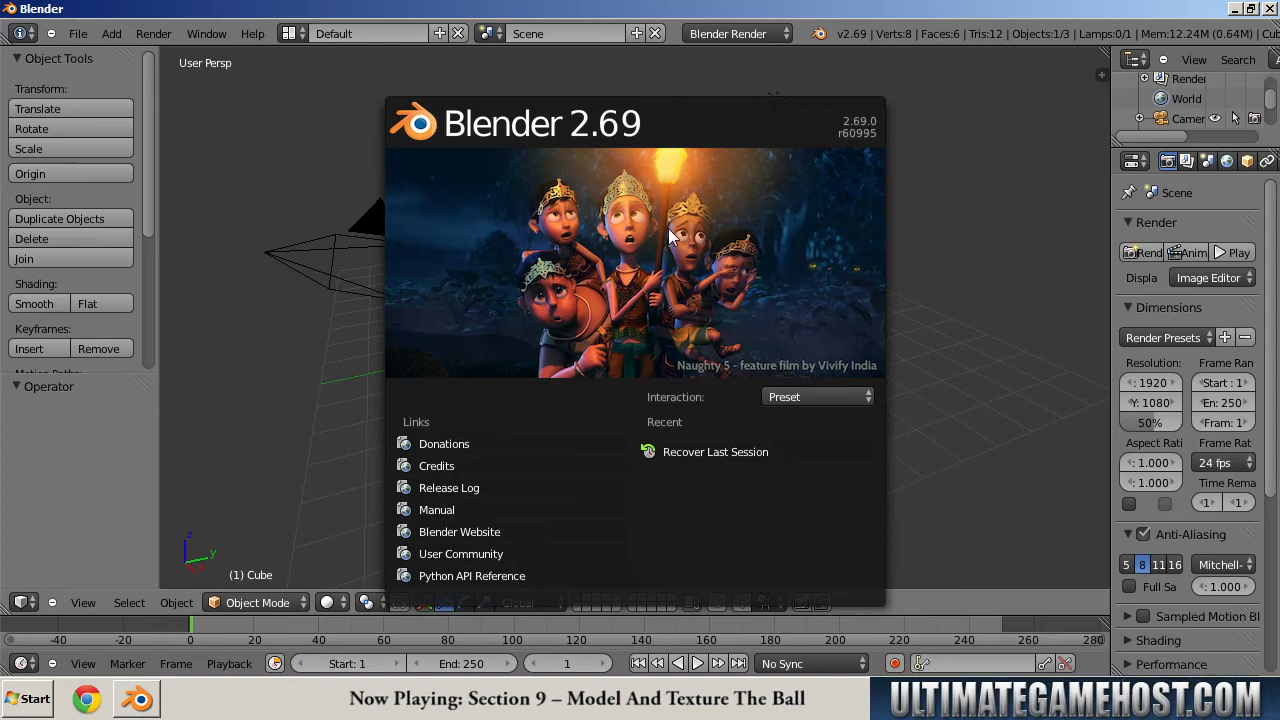 Blender
File Add Render Window Help Default Scene Blender Render v2.69 | Verts:8 | Faces:6 | Tris:12 | Objects:1/3 | Lamps:0/1 | Mem:12.24M (0.64M) | Cub
Object Tools
Transform:
Translate
Rotate
Scale
Origin
Object:
Duplicate Objects
Delete
Join
Shading:
Smooth Flat
Keyframes:
Insert Remove
Operator
User Persp
Blender 2.69
2.69.0
r60995
Naughty 5 - feature film by Vivify India
Interaction: Preset
Links
Donations
Credits
Release Log
Manual
Blender Website
User Community
Python API Reference
Recent
Recover Last Session
z
y
(1) Cube
View Search
Render
World
Camer
Scene
Render
Rend Anim Play
Displa Image Editor
Dimensions
Render Presets
Resolution: Frame Ran
: 1920 Start : 1
Y: 1080 En: 250
50% Fram: 1
Aspect Rati Frame Rat
: 1.000 24 fps
: 1.000 Time Rema
1 1
Anti-Aliasing
5 8 11 16 Mitchell-
Full Sa : 1.000
Sampled Motion Bl
Shading
Performance
View Select Object Object Mode Global
-40 -20 0 20 40 60 80 100 120 140 160 180 200 220 240 260 280
View Marker Frame Playback Start: 1 End: 250 1 No Sync
Start
Now Playing: Section 9 – Model And Texture The Ball
ULTIMATEGAMEHOST.COM